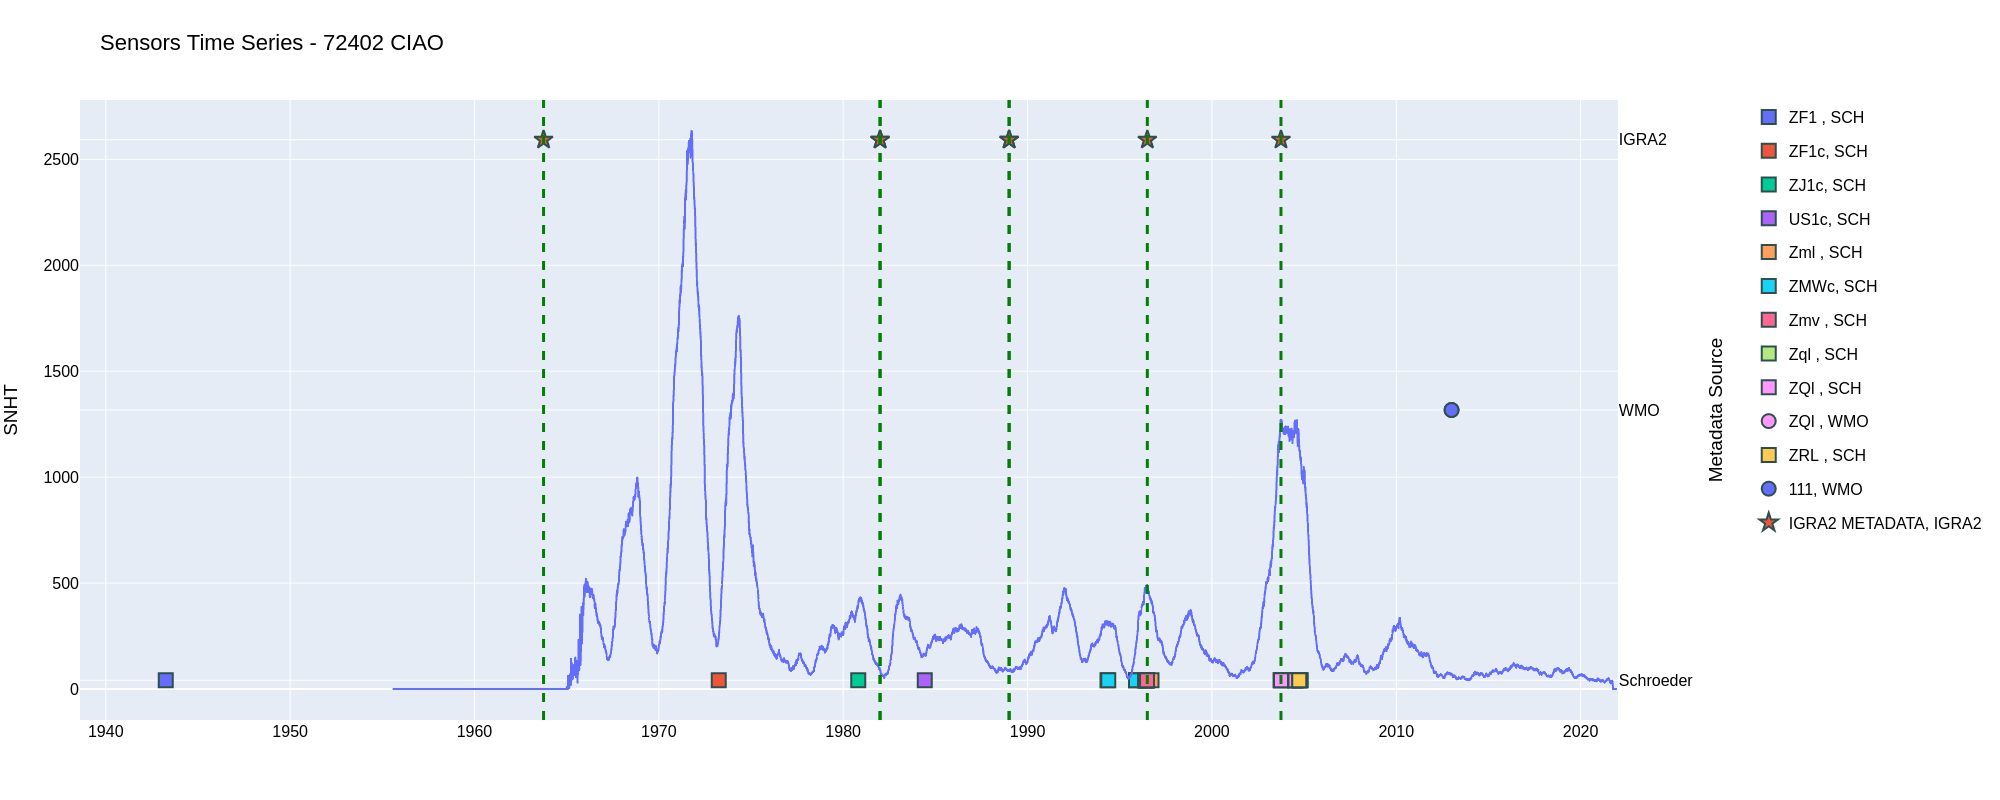 Sensors Time Series - 72402 CIAO
SNHT
2500
2000
1500
1000
500
0
1940
1950
1960
1970
1980
1990
2000
2010
2020
IGRA2
WMO
Schroeder
Metadata Source
ZF1 , SCH
ZF1c, SCH
ZJ1c, SCH
US1c, SCH
Zml , SCH
ZMWc, SCH
Zmv , SCH
Zql , SCH
ZQl , SCH
ZQl , WMO
ZRL , SCH
111, WMO
IGRA2 METADATA, IGRA2